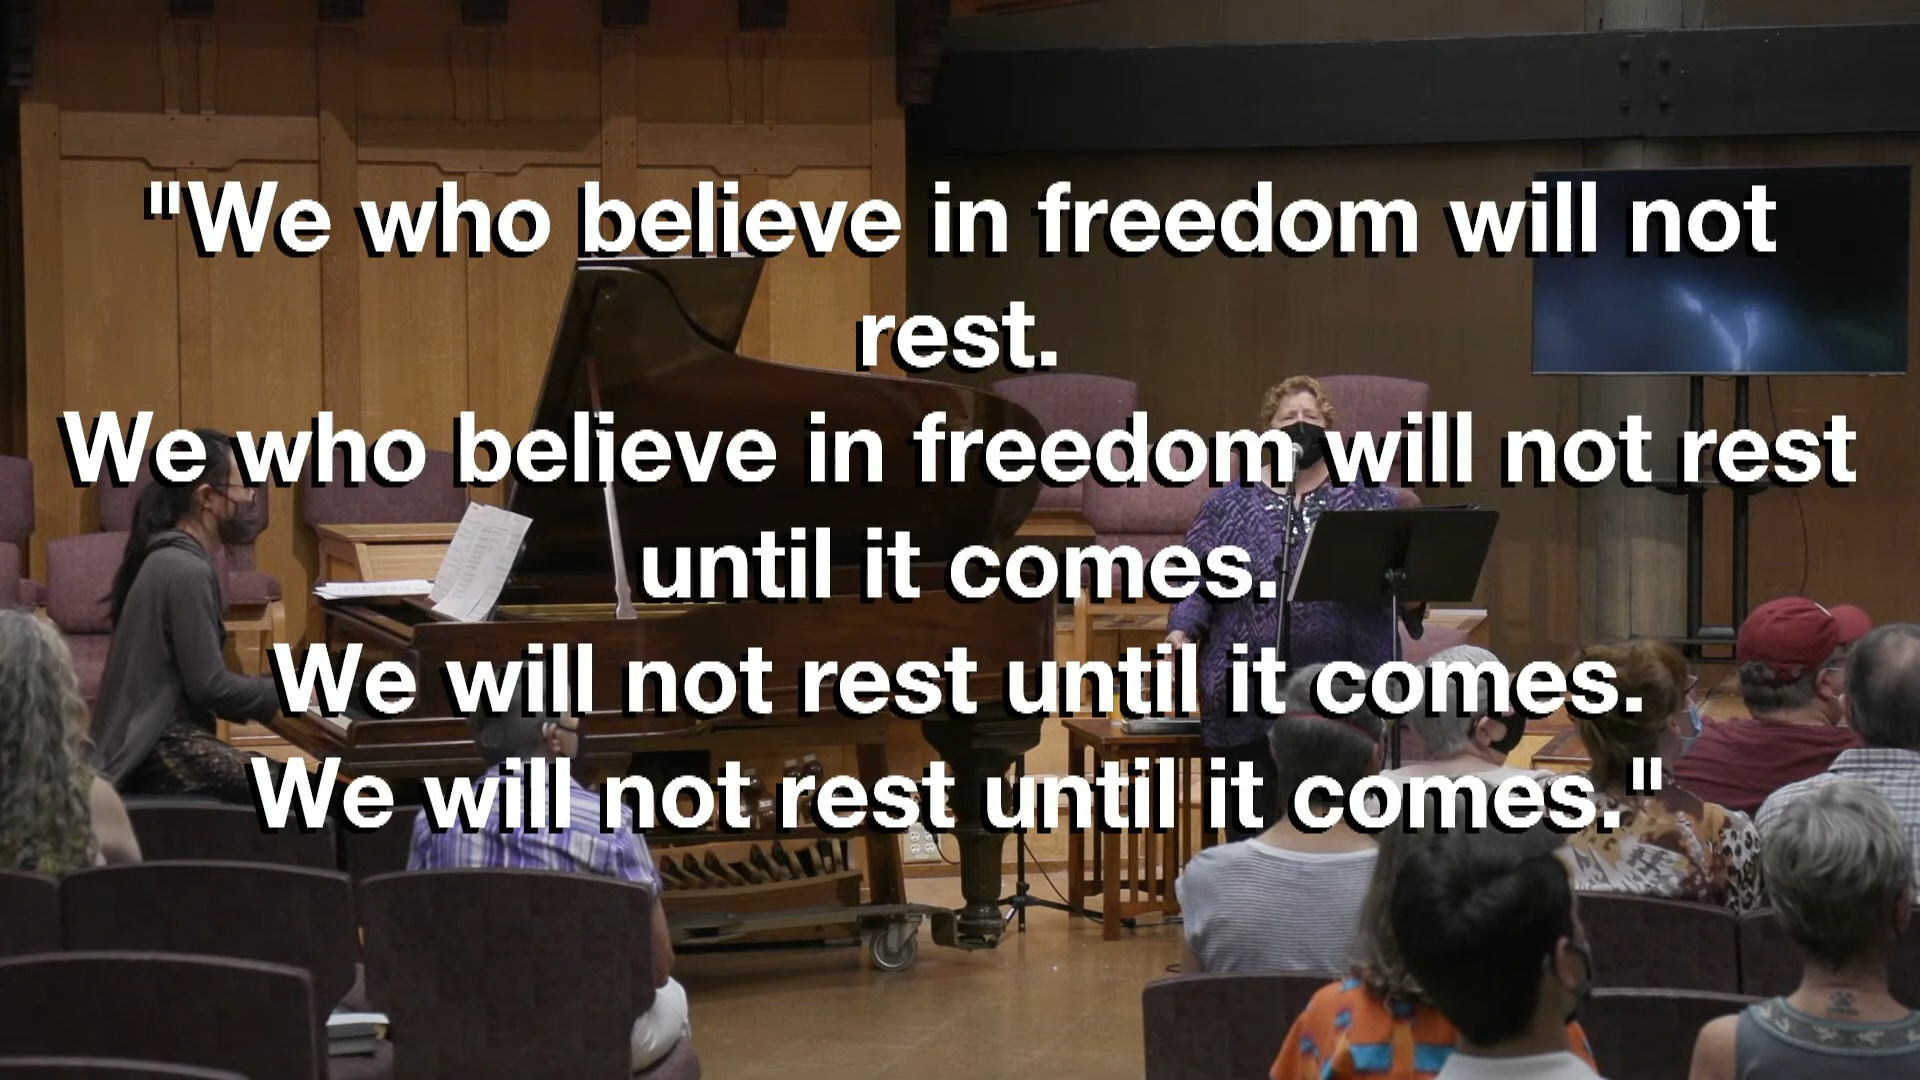 "We who believe in freedom will not
rest.
We who believe in freedom will not rest
until it comes.
We will not rest until it comes.
We will not rest until it comes."